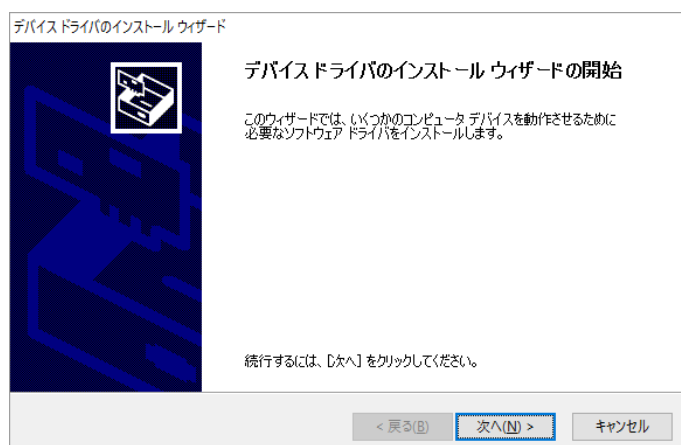 デバイス ドライバのインストール ウィザード
デバイス ドライバのインストール ウィザードの開始
このウィザードでは、いくつかのコンピュータ デバイスを動作させるために
必要なソフトウェア ドライバをインストールします。
続行するには、[次へ] をクリックしてください。
< 戻る(B)
次へ(N) >
キャンセル